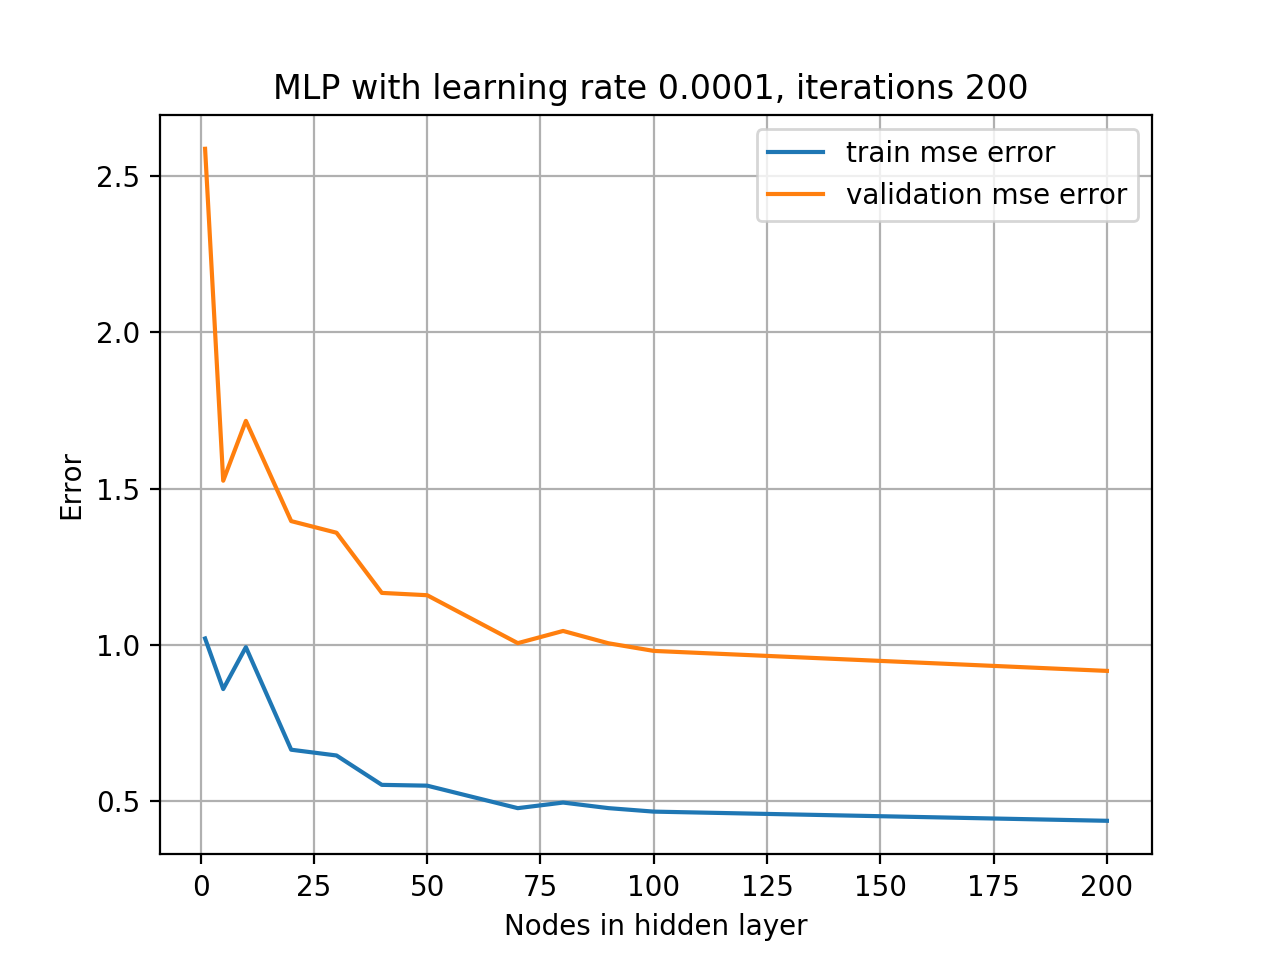 MLP with learning rate 0.0001, iterations 200
train mse error
validation mse error
2.5
2.0
1.5
1.0
0.5
Error
0 25 50 75 100 125 150 175 200
Nodes in hidden layer